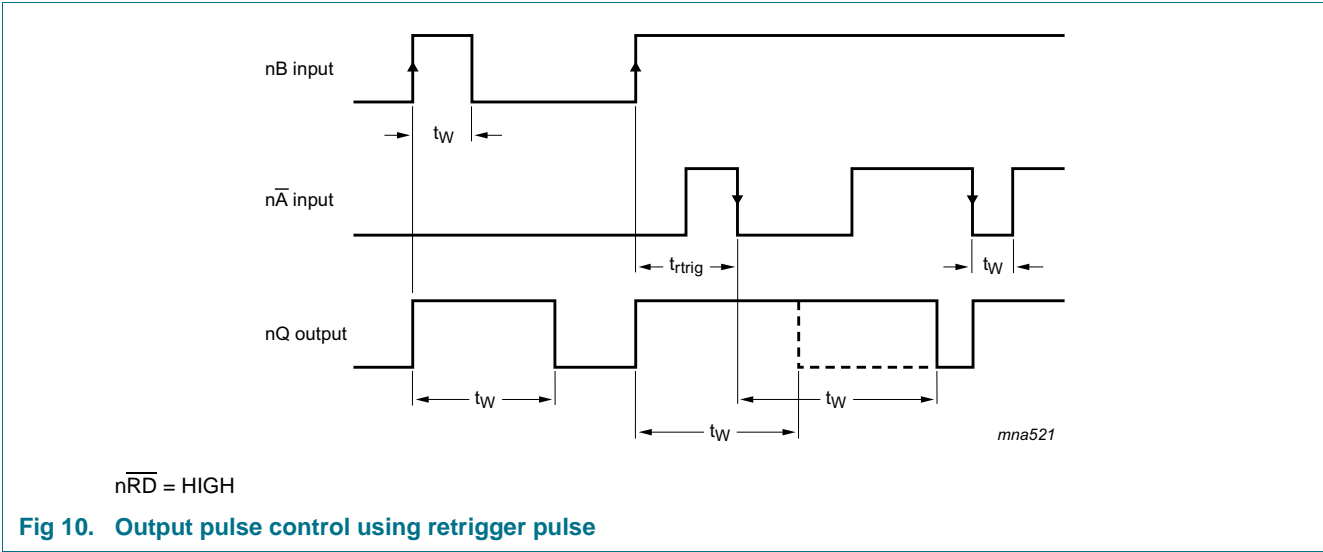 nB input
tW
nA̅ input
trtrig
tW
nQ output
tW
tW
tW
mna521
nR̅D̅ = HIGH
Fig 10. Output pulse control using retrigger pulse